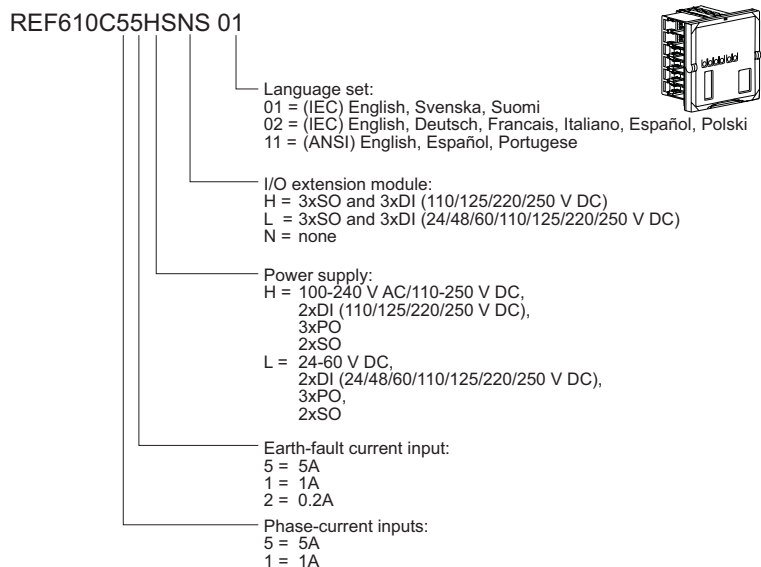 REF610C55HSNS 01
Language set:
01 = (IEC) English, Svenska, Suomi
02 = (IEC) English, Deutsch, Francais, Italiano, Español, Polski
11 = (ANSI) English, Español, Portugese
I/O extension module:
H = 3xSO and 3xDI (110/125/220/250 V DC)
L = 3xSO and 3xDI (24/48/60/110/125/220/250 V DC)
N = none
Power supply:
H = 100-240 V AC/110-250 V DC,
2xDI (110/125/220/250 V DC),
3xPO
2xSO
L = 24-60 V DC,
2xDI (24/48/60/110/125/220/250 V DC),
3xPO,
2xSO
Earth-fault current input:
5 = 5A
1 = 1A
2 = 0.2A
Phase-current inputs:
5 = 5A
1 = 1A